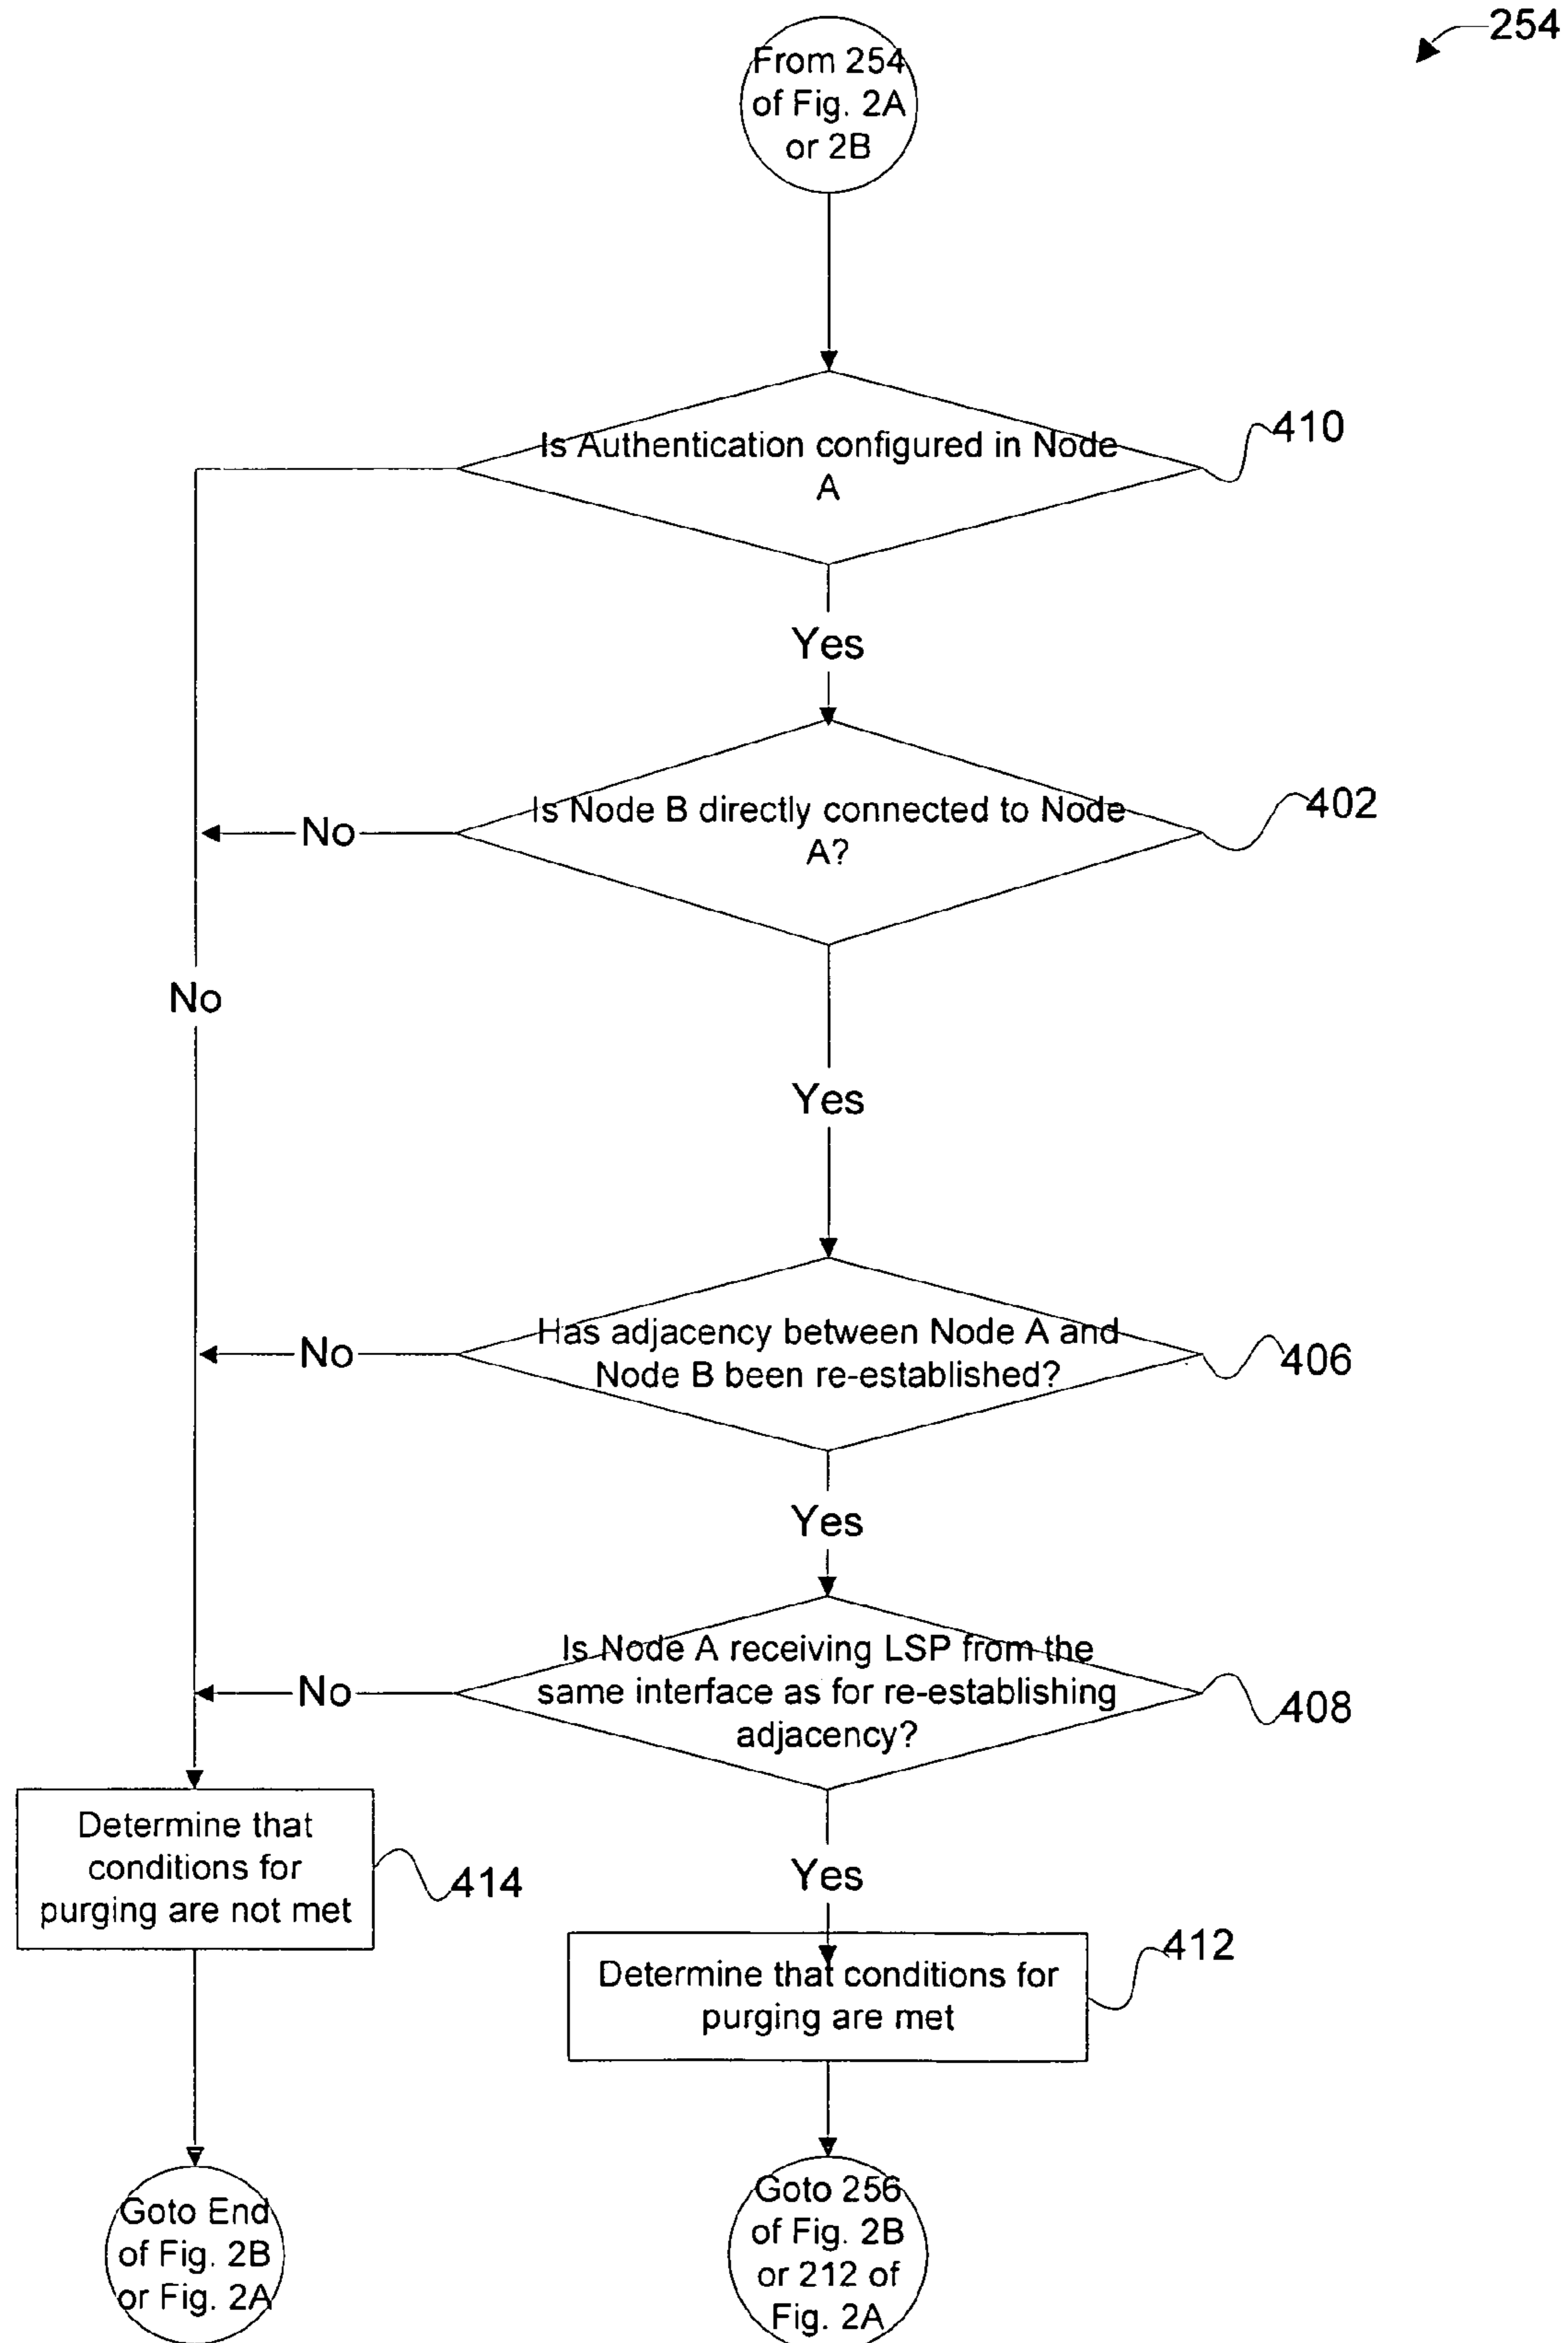 254
From 254
of Fig. 2A
or 2B
Is Authentication configured in Node
A
410
Yes
Is Node B directly connected to Node
A?
402
No
No
Yes
Has adjacency between Node A and
Node B been re-established?
406
No
Yes
Is Node A receiving LSP from the
same interface as for re-establishing
adjacency?
408
No
Determine that
conditions for
purging are not met
414
Yes
Determine that conditions for
purging are met
412
Goto End
of Fig. 2B
or Fig. 2A
Goto 256
of Fig. 2B
or 212 of
Fig. 2A